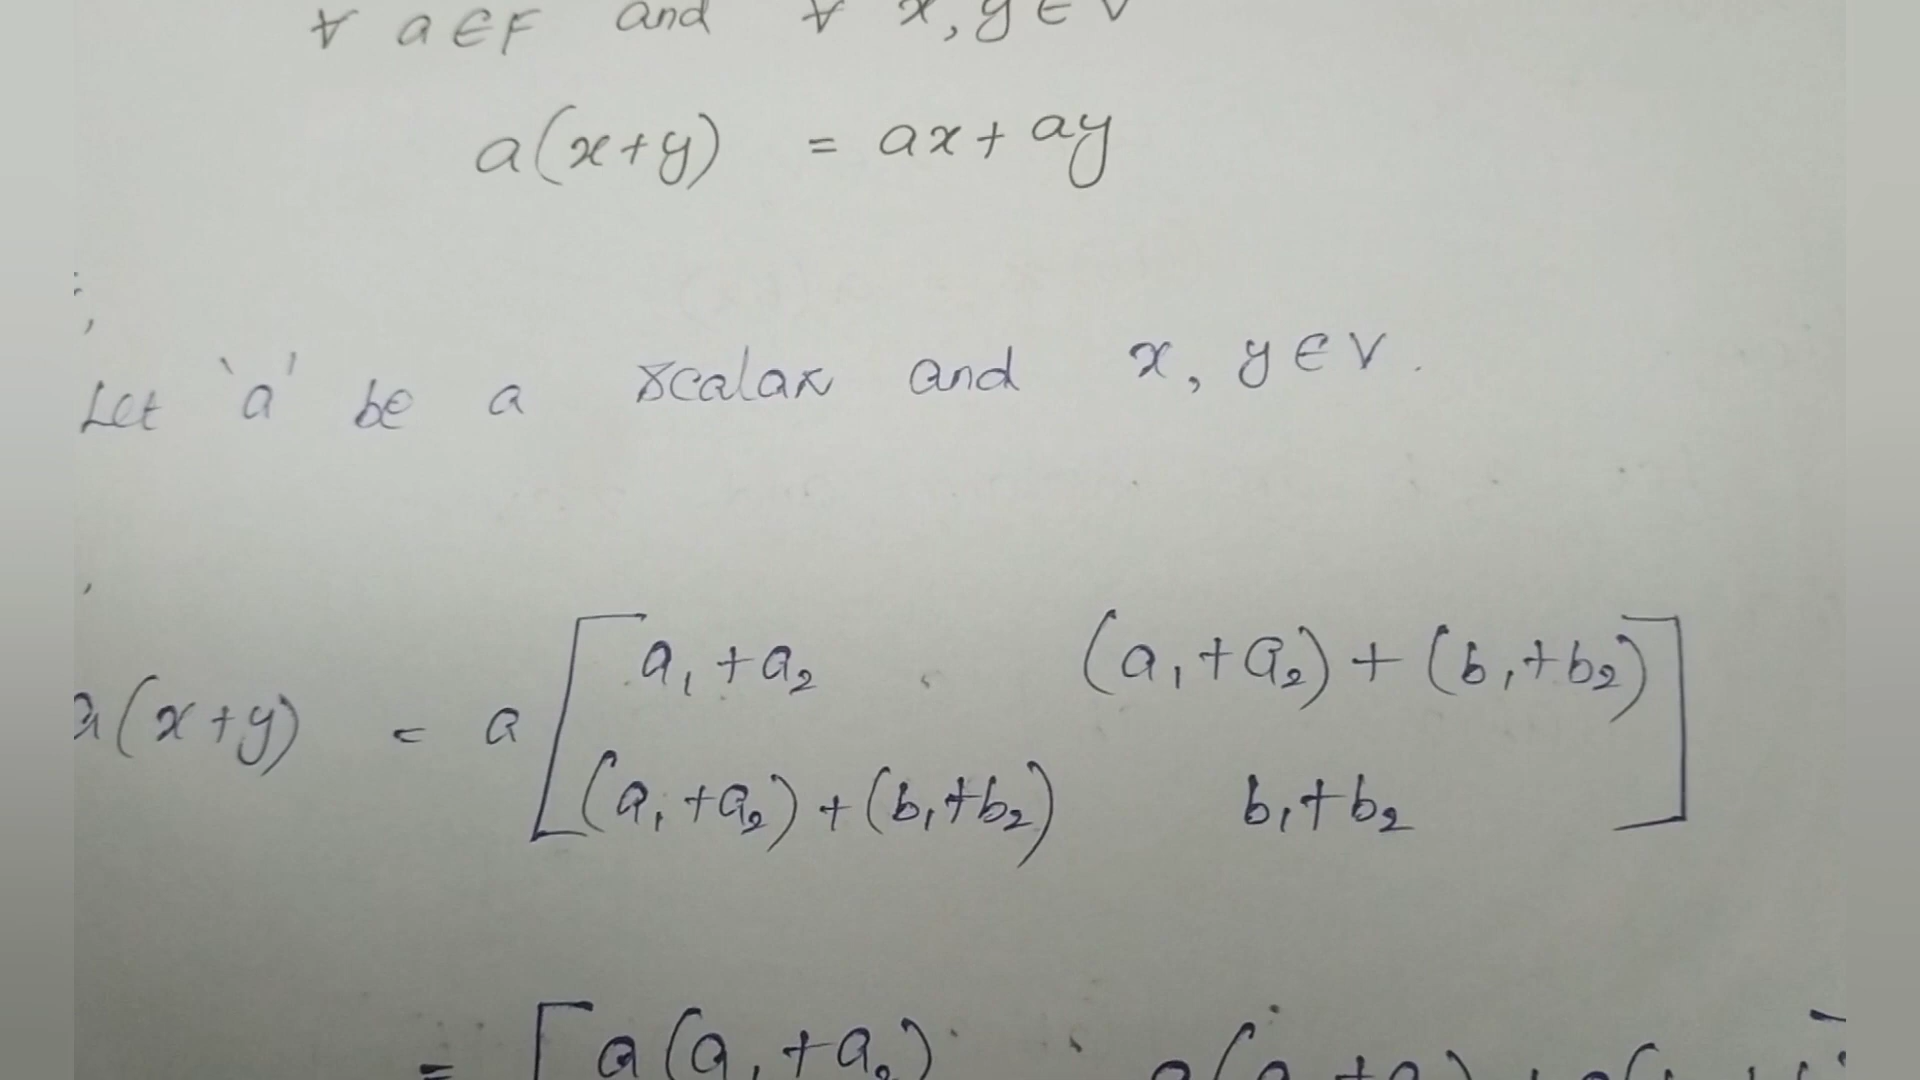 ∀ a ∈ F and ∀ x, y ∈ V
a(x+y) = ax + ay
Let 'a' be a scalar and x, y ∈ V.
a(x+y) = a [ a₁+a₂ (a₁+a₂)+(b₁+b₂)
(a₁+a₂)+(b₁+b₂) b₁+b₂ ]
= [ a(a₁+a₂)